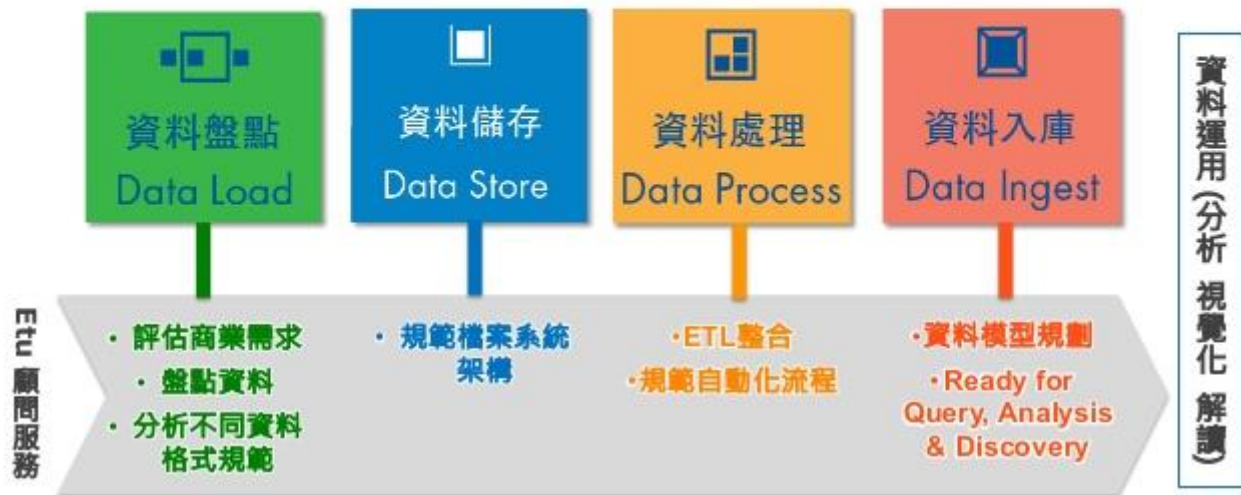 資料盤點
Data Load
資料儲存
Data Store
資料處理
Data Process
資料入庫
Data Ingest
Etu 顧問服務
• 評估商業需求
• 盤點資料
• 分析不同資料
格式規範
• 規範檔案系統
架構
•ETL整合
•規範自動化流程
•資料模型規劃
•Ready for
Query, Analysis
& Discovery
資料運用(分析 視覺化 解讀)